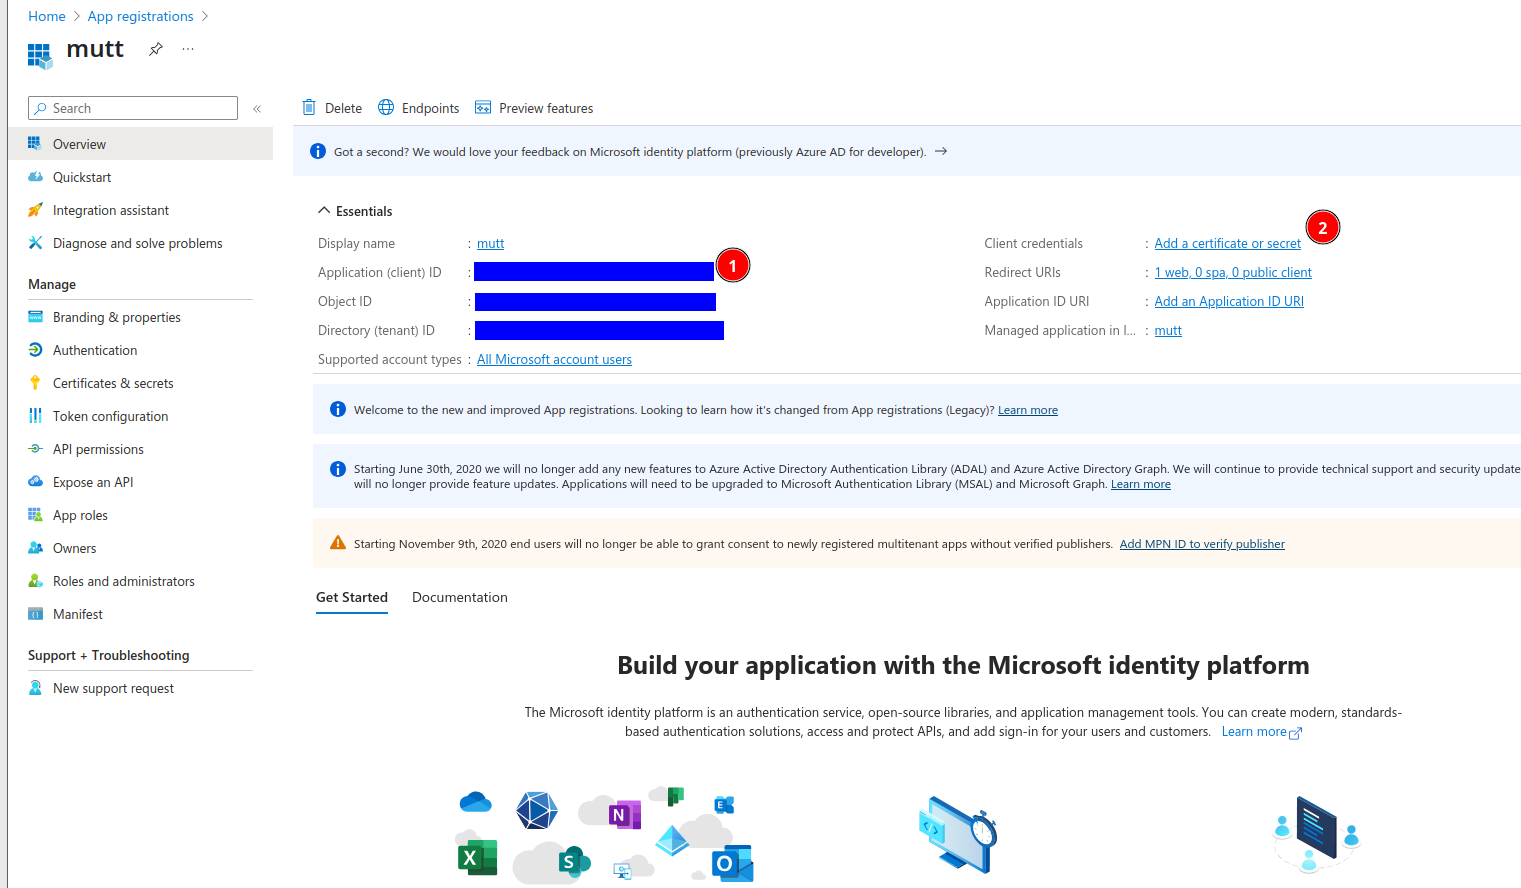 Home > App registrations >
mutt
...
Search
«
Overview
Quickstart
Integration assistant
Diagnose and solve problems
Manage
Branding & properties
Authentication
Certificates & secrets
Token configuration
API permissions
Expose an API
App roles
Owners
Roles and administrators
Manifest
Support + Troubleshooting
New support request
Delete Endpoints Preview features
Got a second? We would love your feedback on Microsoft identity platform (previously Azure AD for developer). →
Essentials
Display name : mutt
Application (client) ID : 1
Object ID :
Directory (tenant) ID :
Supported account types : All Microsoft account users
Client credentials : Add a certificate or secret 2
Redirect URIs : 1 web, 0 spa, 0 public client
Application ID URI : Add an Application ID URI
Managed application in l... : mutt
Welcome to the new and improved App registrations. Looking to learn how it's changed from App registrations (Legacy)? Learn more
Starting June 30th, 2020 we will no longer add any new features to Azure Active Directory Authentication Library (ADAL) and Azure Active Directory Graph. We will continue to provide technical support and security update
will no longer provide feature updates. Applications will need to be upgraded to Microsoft Authentication Library (MSAL) and Microsoft Graph. Learn more
Starting November 9th, 2020 end users will no longer be able to grant consent to newly registered multitenant apps without verified publishers. Add MPN ID to verify publisher
Get Started Documentation
Build your application with the Microsoft identity platform
The Microsoft identity platform is an authentication service, open-source libraries, and application management tools. You can create modern, standards-
based authentication solutions, access and protect APIs, and add sign-in for your users and customers. Learn more
N
E
X
S
O